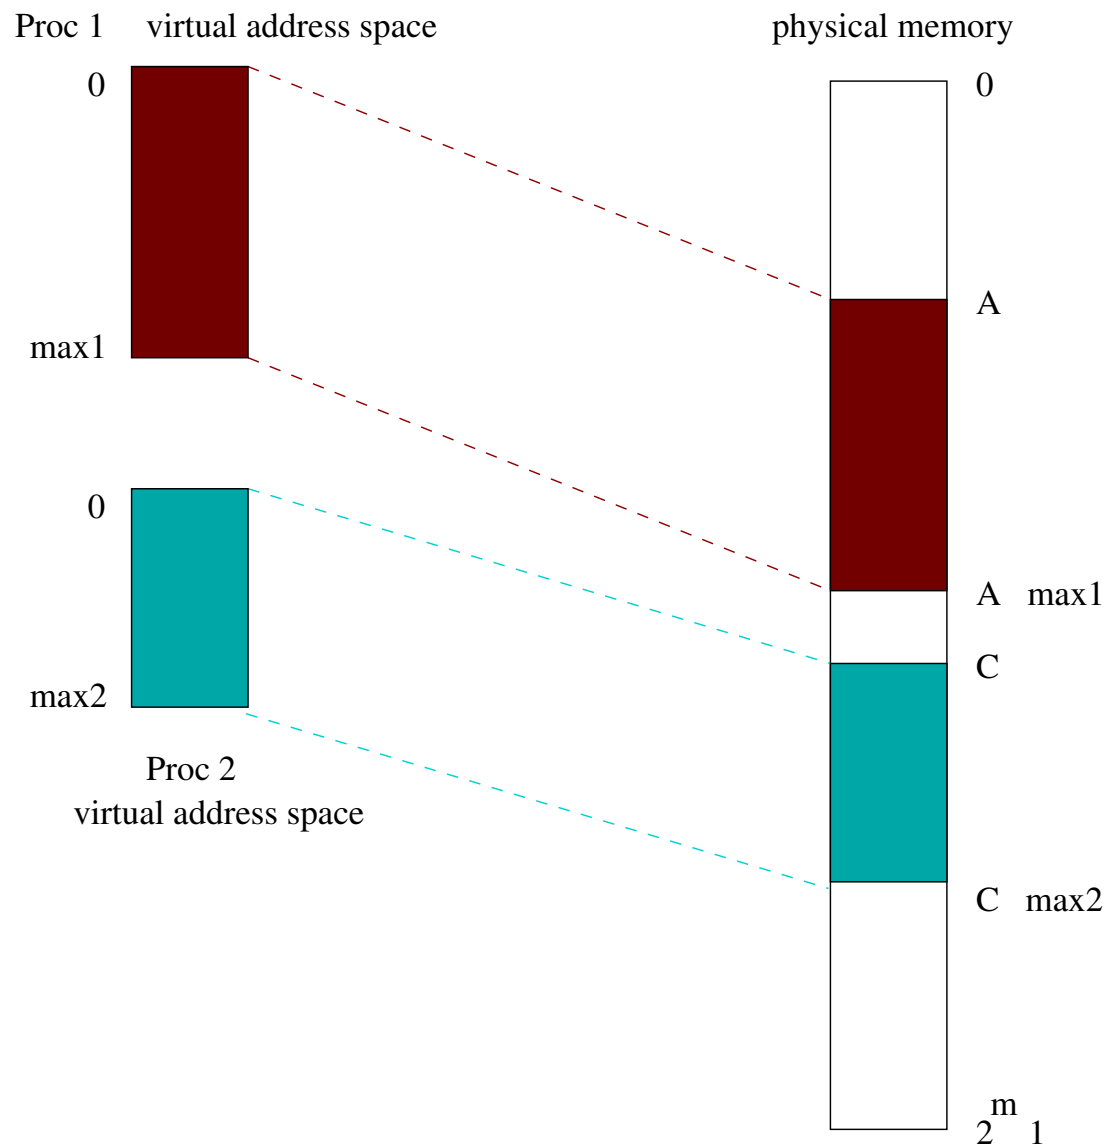 Proc 1 virtual address space
physical memory
0
max1
0
max2
Proc 2
virtual address space
0
A
A max1
C
C max2
2^m 1